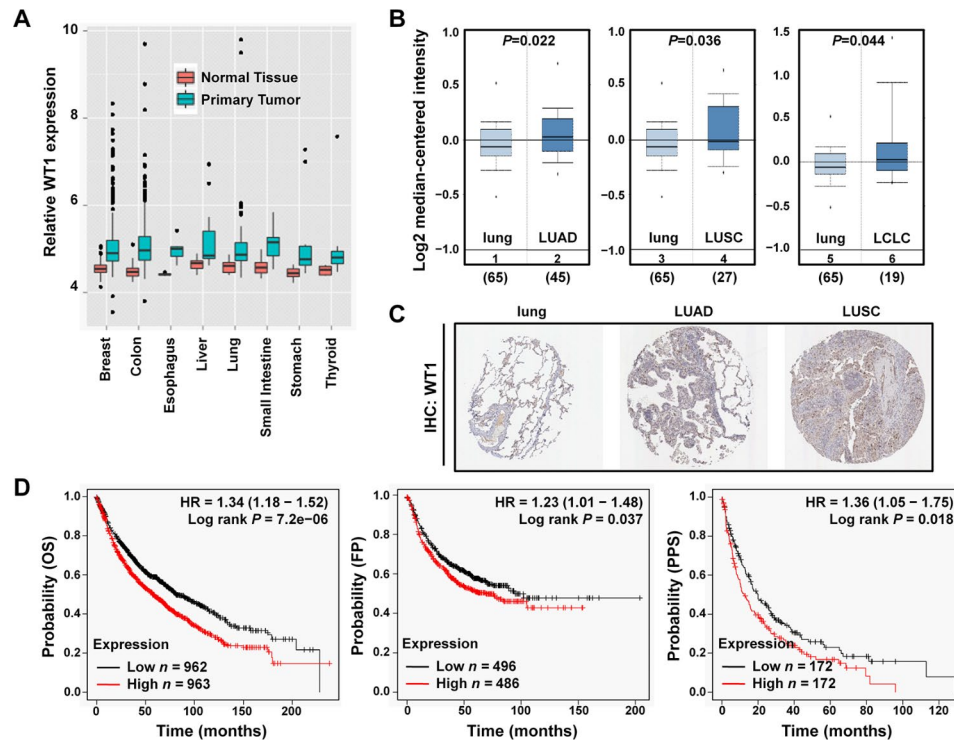 A
Relative WT1 expression
10
8
6
4
Normal Tissue
Primary Tumor
Breast
Colon
Esophagus
Liver
Lung
Small Intestine
Stomach
Thyroid
B
Log2 median-centered intensity
P=0.022
1.0
0.5
0.0
−0.5
−1.0
lung LUAD
1 2
(65) (45)
P=0.036
1.0
0.5
0.0
−0.5
−1.0
lung LUSC
3 4
(65) (27)
P=0.044
1.5
1.0
0.5
0.0
−0.5
−1.0
lung LCLC
5 6
(65) (19)
C
lung LUAD LUSC
IHC: WT1
D
Probability (OS)
1.0
0.8
0.6
0.4
0.2
0.0
HR = 1.34 (1.18 − 1.52)
Log rank P = 7.2e−06
Expression
Low n = 962
High n = 963
0 50 100 150 200
Time (months)
Probability (FP)
1.0
0.8
0.6
0.4
0.2
0.0
HR = 1.23 (1.01 − 1.48)
Log rank P = 0.037
Expression
Low n = 496
High n = 486
0 50 100 150 200
Time (months)
Probability (PPS)
1.0
0.8
0.6
0.4
0.2
0.0
HR = 1.36 (1.05 − 1.75)
Log rank P = 0.018
Expression
Low n = 172
High n = 172
0 20 40 60 80 100 120
Time (months)